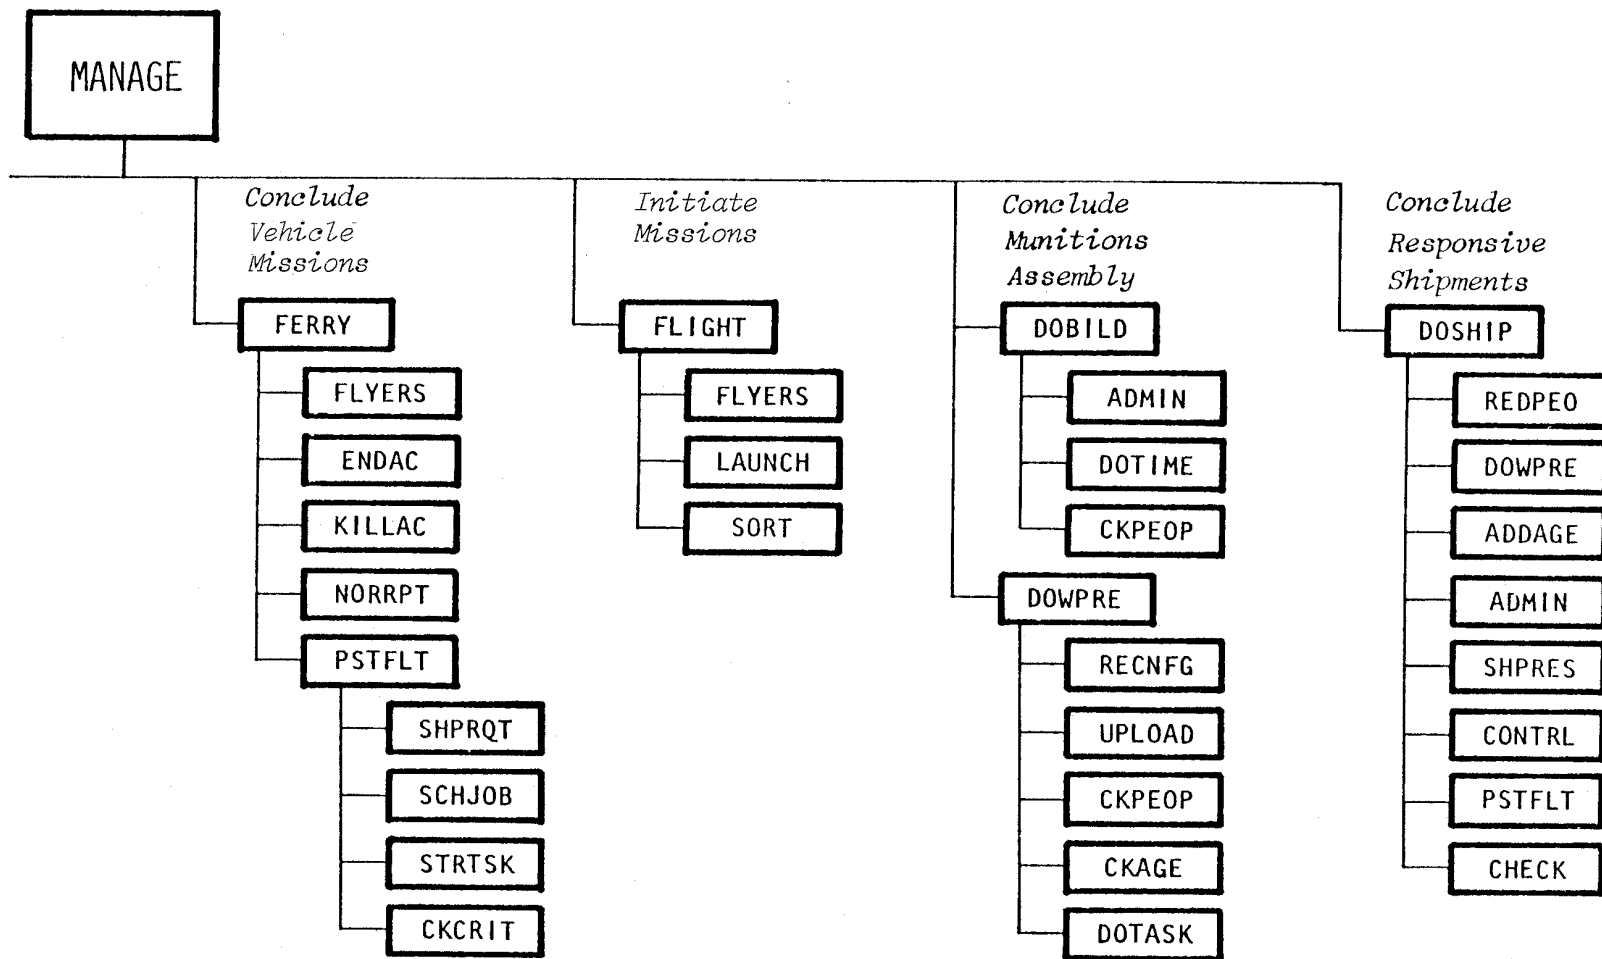 MANAGE
Conclude
Vehicle
Missions
FERRY
FLYERS
ENDAC
KILLAC
NORRPT
PSTFLT
SHPRQT
SCHJOB
STRTSK
CKCRIT
Initiate
Missions
FLIGHT
FLYERS
LAUNCH
SORT
Conclude
Munitions
Assembly
DOBILD
ADMIN
DOTIME
CKPEOP
DOWPRE
RECNFG
UPLOAD
CKPEOP
CKAGE
DOTASK
Conclude
Responsive
Shipments
DOSHIP
REDPEO
DOWPRE
ADDAGE
ADMIN
SHPRES
CONTRL
PSTFLT
CHECK